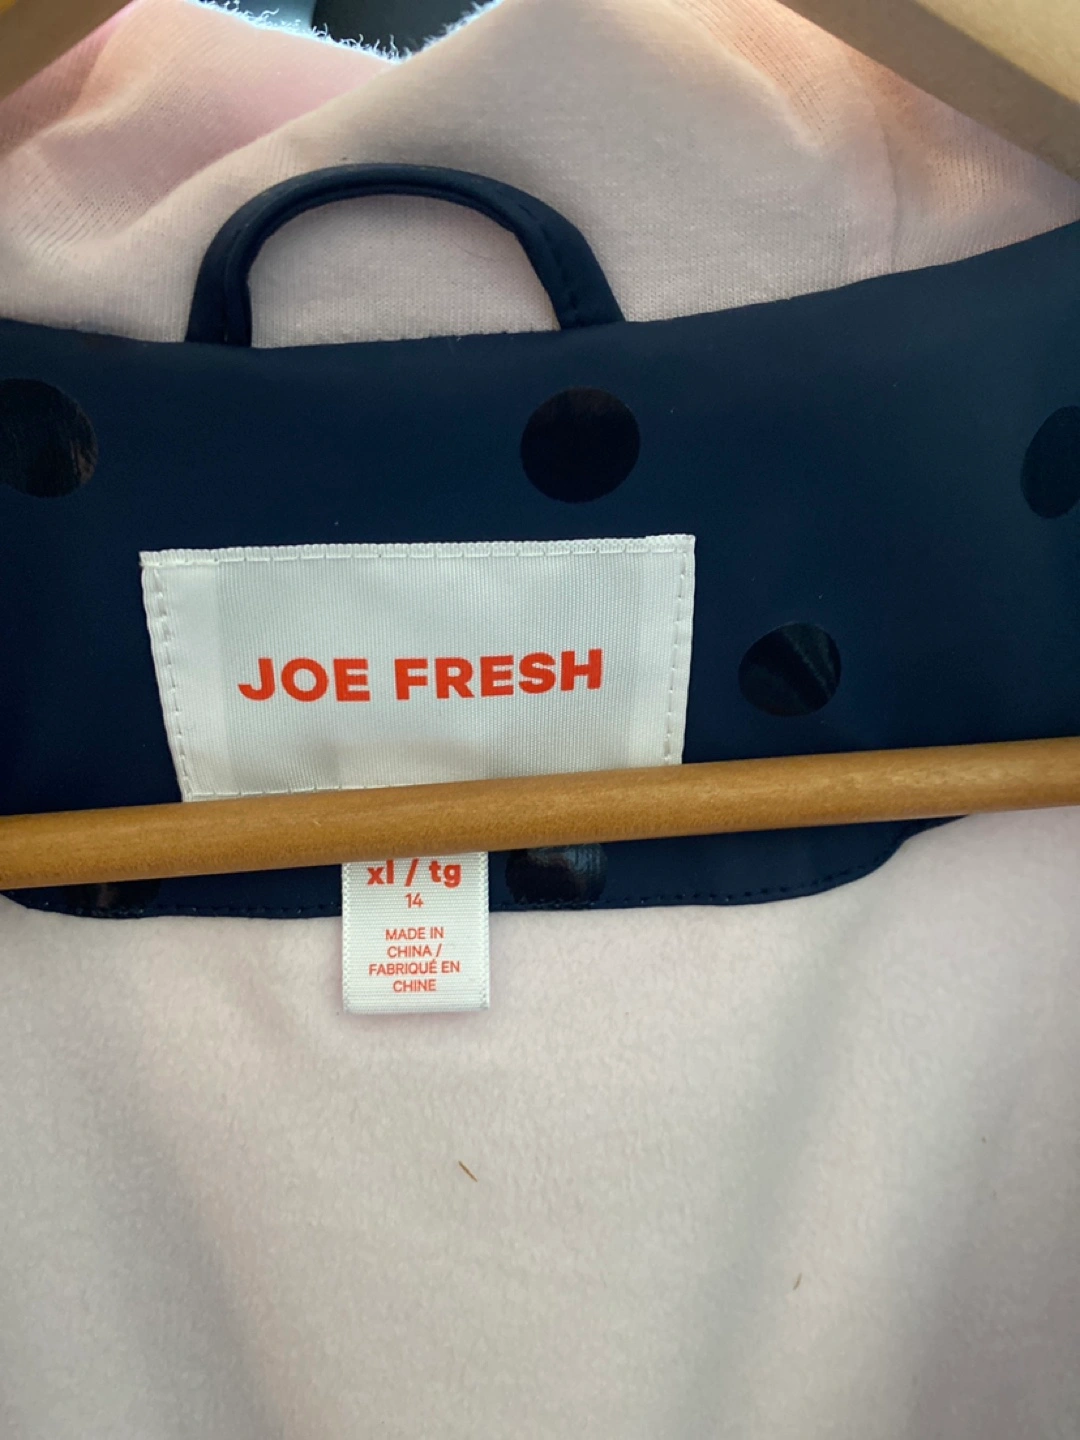 JOE FRESH
xl / tg
14
MADE IN
CHINA /
FABRIQUÉ EN
CHINE